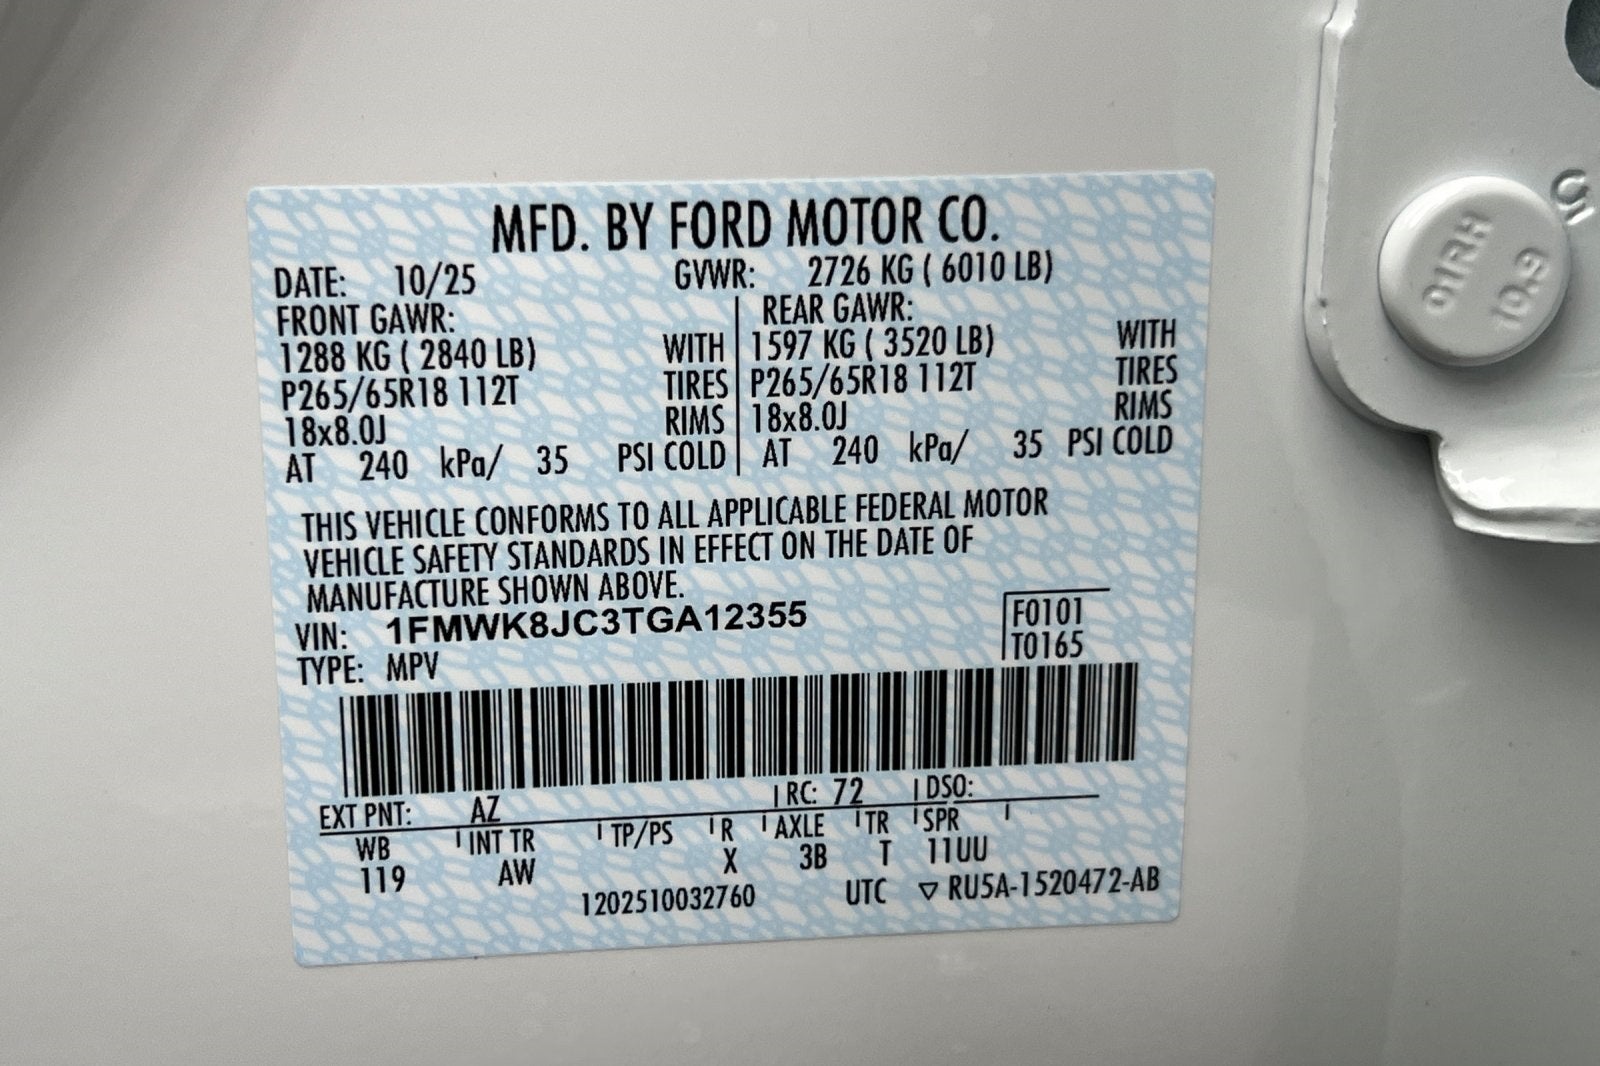 MFD. BY FORD MOTOR CO.
DATE: 10/25 GVWR: 2726 KG ( 6010 LB)
FRONT GAWR: REAR GAWR:
1288 KG ( 2840 LB) WITH 1597 KG ( 3520 LB) WITH
P265/65R18 112T TIRES P265/65R18 112T TIRES
18x8.0J RIMS 18x8.0J RIMS
AT 240 kPa/ 35 PSI COLD AT 240 kPa/ 35 PSI COLD
THIS VEHICLE CONFORMS TO ALL APPLICABLE FEDERAL MOTOR
VEHICLE SAFETY STANDARDS IN EFFECT ON THE DATE OF
MANUFACTURE SHOWN ABOVE.
VIN: 1FMWK8JC3TGA12355 F0101
TYPE: MPV T0165
EXT PNT: AZ RC: 72 DSO:
WB INT TR TP/PS R AXLE TR SPR
119 AW X 3B T 11UU
1202510032760 UTC ▽ RU5A-1520472-AB
01RH
10.9
5